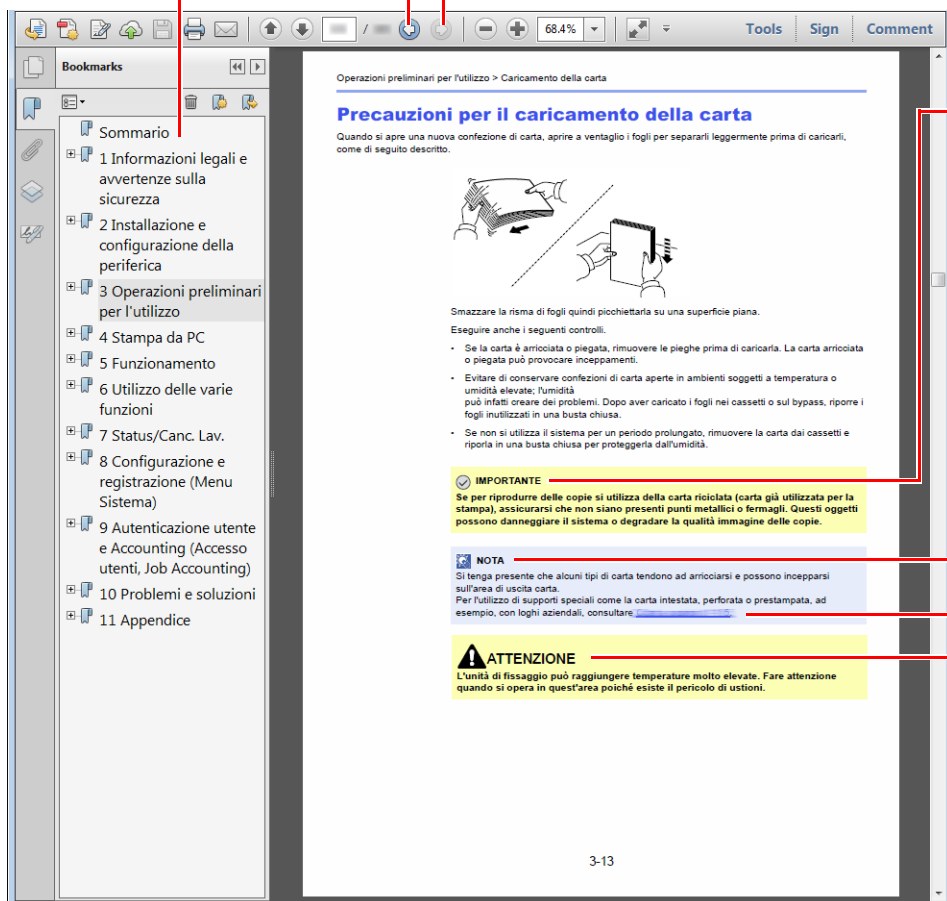 /
68.4%
Tools
Sign
Comment
Bookmarks
Sommario
1 Informazioni legali e
avvertenze sulla
sicurezza
2 Installazione e
configurazione della
periferica
3 Operazioni preliminari
per l'utilizzo
4 Stampa da PC
5 Funzionamento
6 Utilizzo delle varie
funzioni
7 Status/Canc. Lav.
8 Configurazione e
registrazione (Menu
Sistema)
9 Autenticazione utente
e Accounting (Accesso
utenti, Job Accounting)
10 Problemi e soluzioni
11 Appendice
Operazioni preliminari per l'utilizzo > Caricamento della carta
Precauzioni per il caricamento della carta
Quando si apre una nuova confezione di carta, aprire a ventaglio i fogli per separarli leggermente prima di caricarli,
come di seguito descritto.
Smazzare la risma di fogli quindi picchiettarla su una superficie piana.
Eseguire anche i seguenti controlli.
• Se la carta è arricciata o piegata, rimuovere le pieghe prima di caricarla. La carta arricciata
o piegata può provocare inceppamenti.
• Evitare di conservare confezioni di carta aperte in ambienti soggetti a temperatura o
umidità elevate; l'umidità
può infatti creare dei problemi. Dopo aver caricato i fogli nei cassetti o sul bypass, riporre i
fogli inutilizzati in una busta chiusa.
• Se non si utilizza il sistema per un periodo prolungato, rimuovere la carta dai cassetti e
riporla in una busta chiusa per proteggerla dall'umidità.
IMPORTANTE
Se per riprodurre delle copie si utilizza della carta riciclata (carta già utilizzata per la
stampa), assicurarsi che non siano presenti punti metallici o fermagli. Questi oggetti
possono danneggiare il sistema o degradare la qualità immagine delle copie.
NOTA
Si tenga presente che alcuni tipi di carta tendono ad arricciarsi e possono incepparsi
sull'area di uscita carta.
Per l'utilizzo di supporti speciali come la carta intestata, perforata o prestampata, ad
esempio, con loghi aziendali, consultare
ATTENZIONE
L'unità di fissaggio può raggiungere temperature molto elevate. Fare attenzione
quando si opera in quest'area poiché esiste il pericolo di ustioni.
3-13